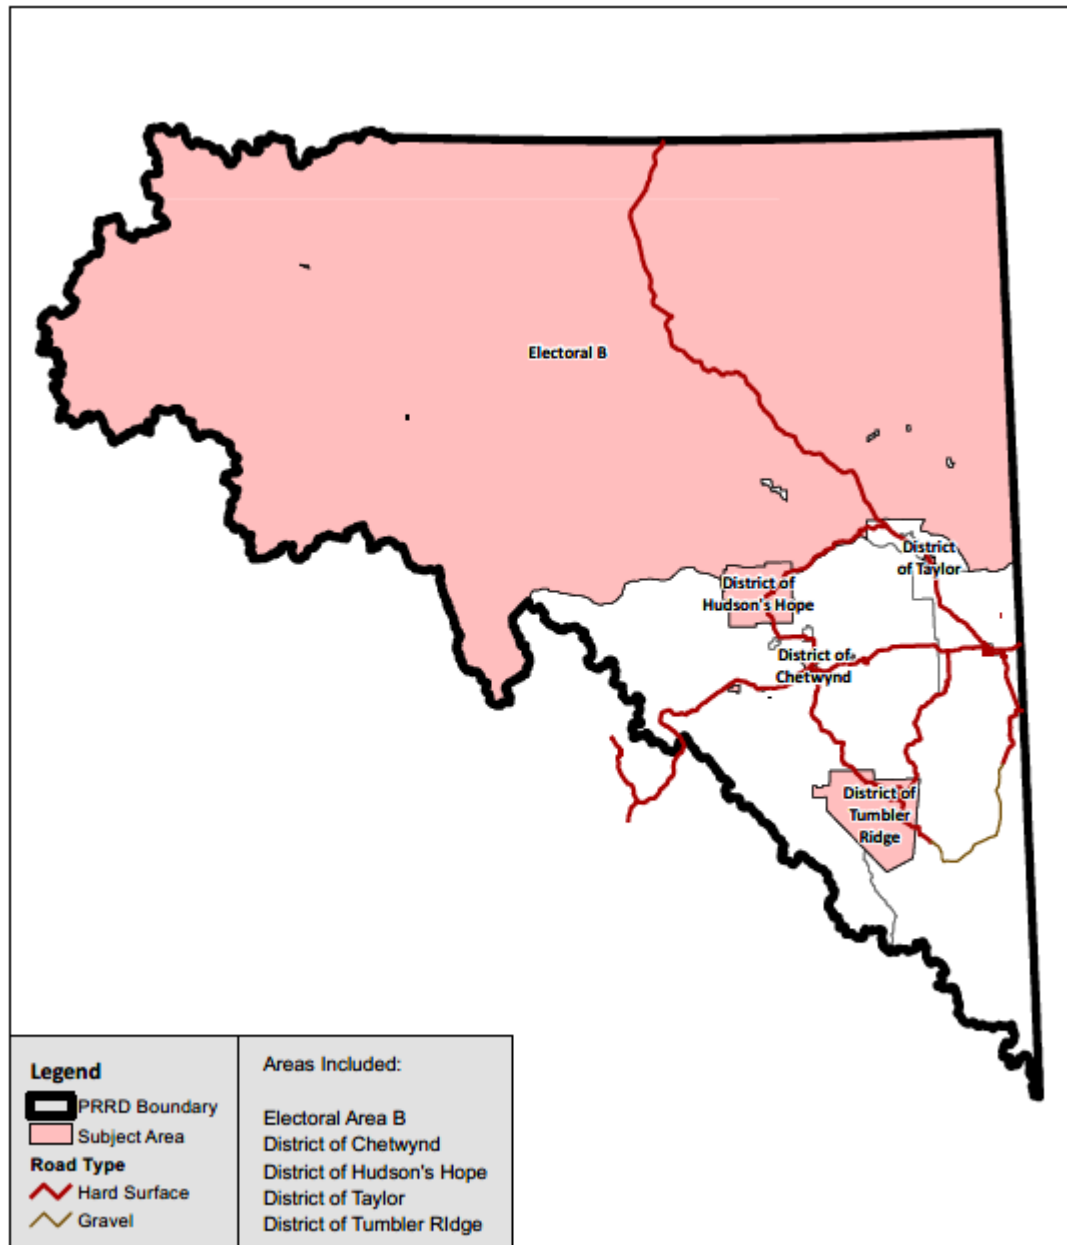 Electoral B
District
of Taylor
District of
Hudson's Hope
District of
Chetwynd
District of
Tumbler
Ridge
Legend
PRRD Boundary
Subject Area
Road Type
Hard Surface
Gravel
Areas Included:
Electoral Area B
District of Chetwynd
District of Hudson's Hope
District of Taylor
District of Tumbler RIdge